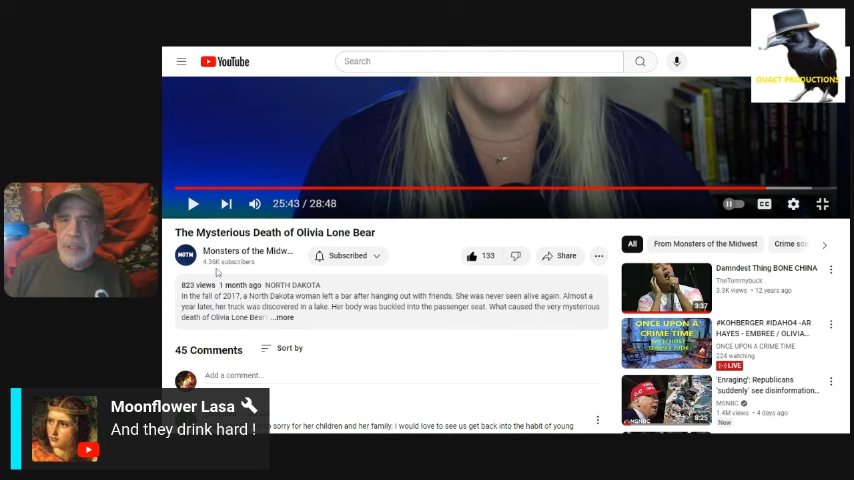 QUACT PRODUCTIONS
YouTube
Search
25:43 / 28:48
CC
The Mysterious Death of Olivia Lone Bear
MOTM
Monsters of the Midw...
4.36K subscribers
Subscribed
133
Share
823 views 1 month ago NORTH DAKOTA
In the fall of 2017, a North Dakota woman left a bar after hanging out with friends. She was never seen alive again. Almost a
year later, her truck was discovered in a lake. Her body was buckled into the passenger seat. What caused the very mysterious
death of Olivia Lone Bear? ...more
45 Comments
Sort by
Add a comment...
sorry for her children and her family. i would love to see us get back into the habit of young
All
From Monsters of the Midwest
Crime
Damndest Thing BONE CHINA
TheTommybuck
3.3K views • 12 years ago
3:37
ONCE UPON A
CRIME TIME
#KOHBERGER #IDAHO4 -AR
HAYES - EMBREE / OLIVIA...
ONCE UPON A CRIME TIME
224 watching
LIVE
'Enraging': Republicans
'suddenly' see disinformation...
MSNBC
1.4M views • 4 days ago
New
8:25
Moonflower Lasa
And they drink hard !